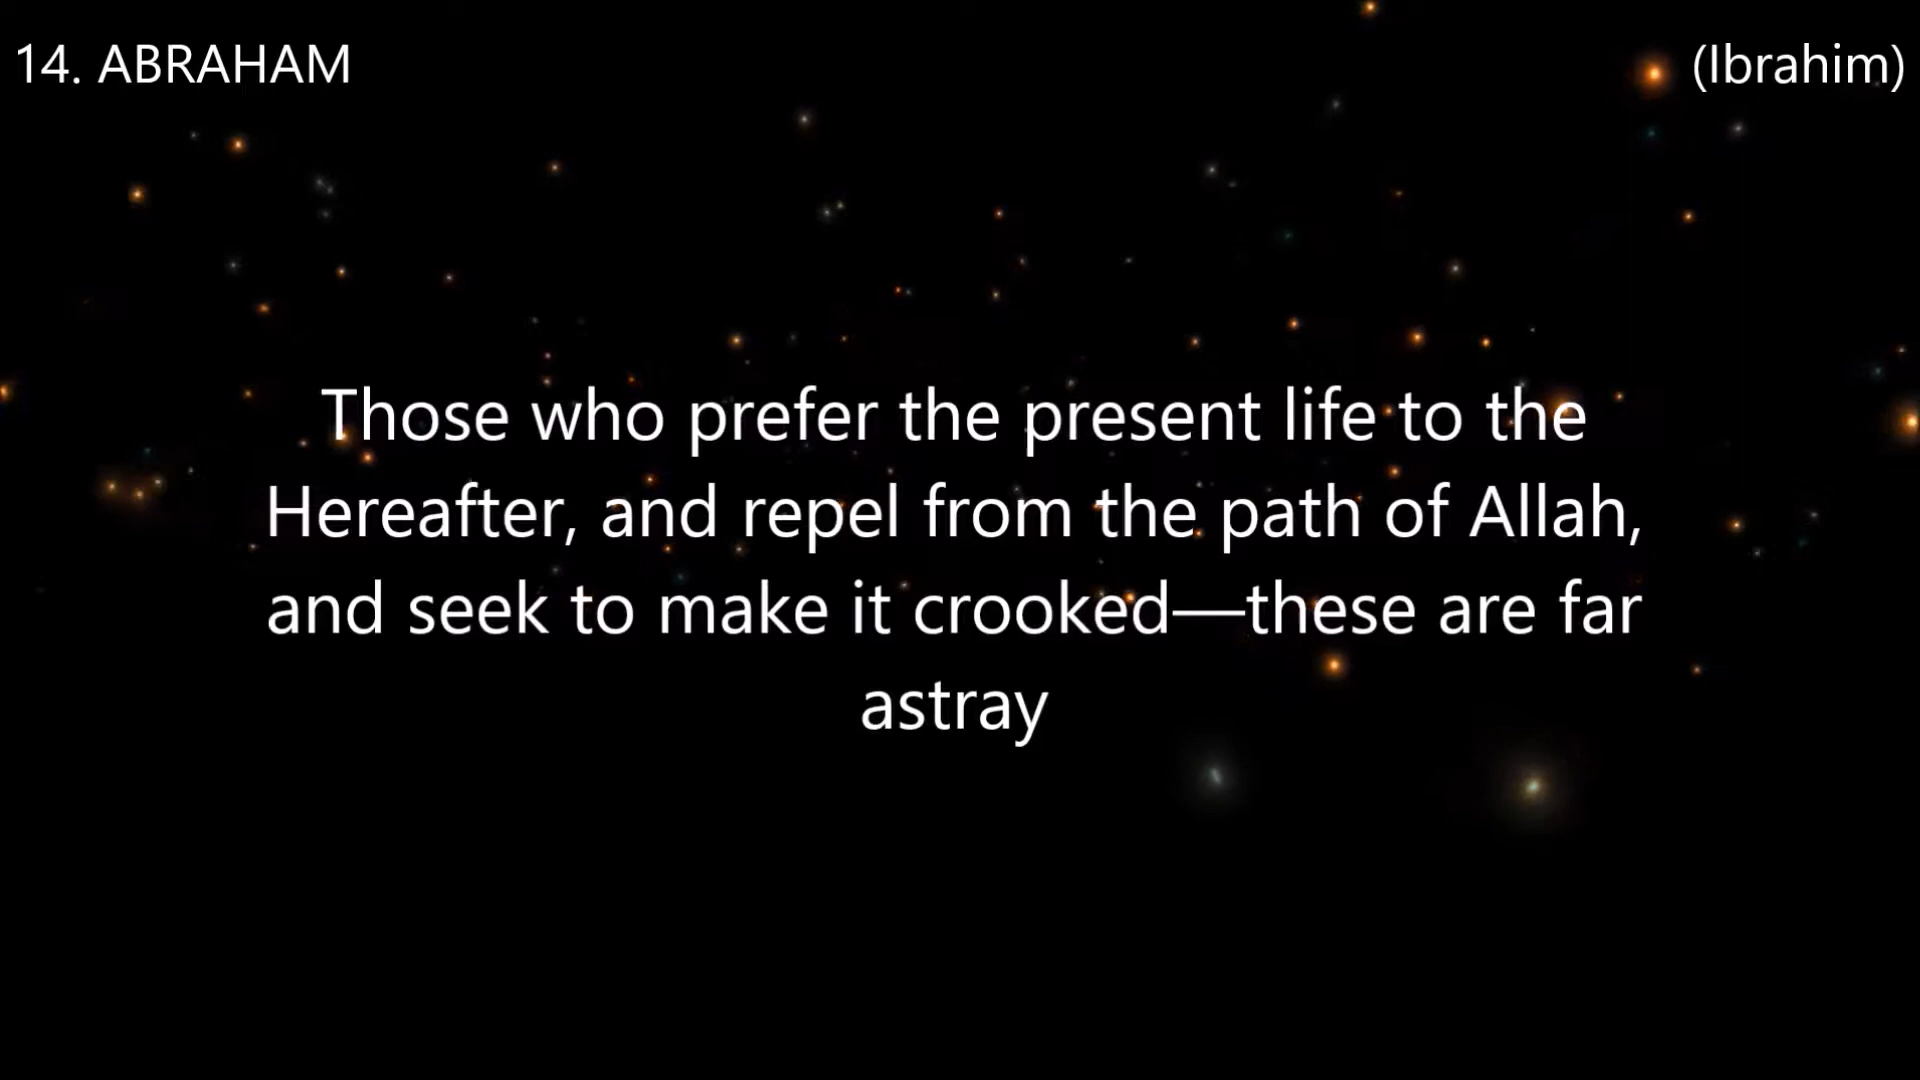 14. ABRAHAM
(Ibrahim)
Those who prefer the present life to the
Hereafter, and repel from the path of Allah,
and seek to make it crooked—these are far
astray